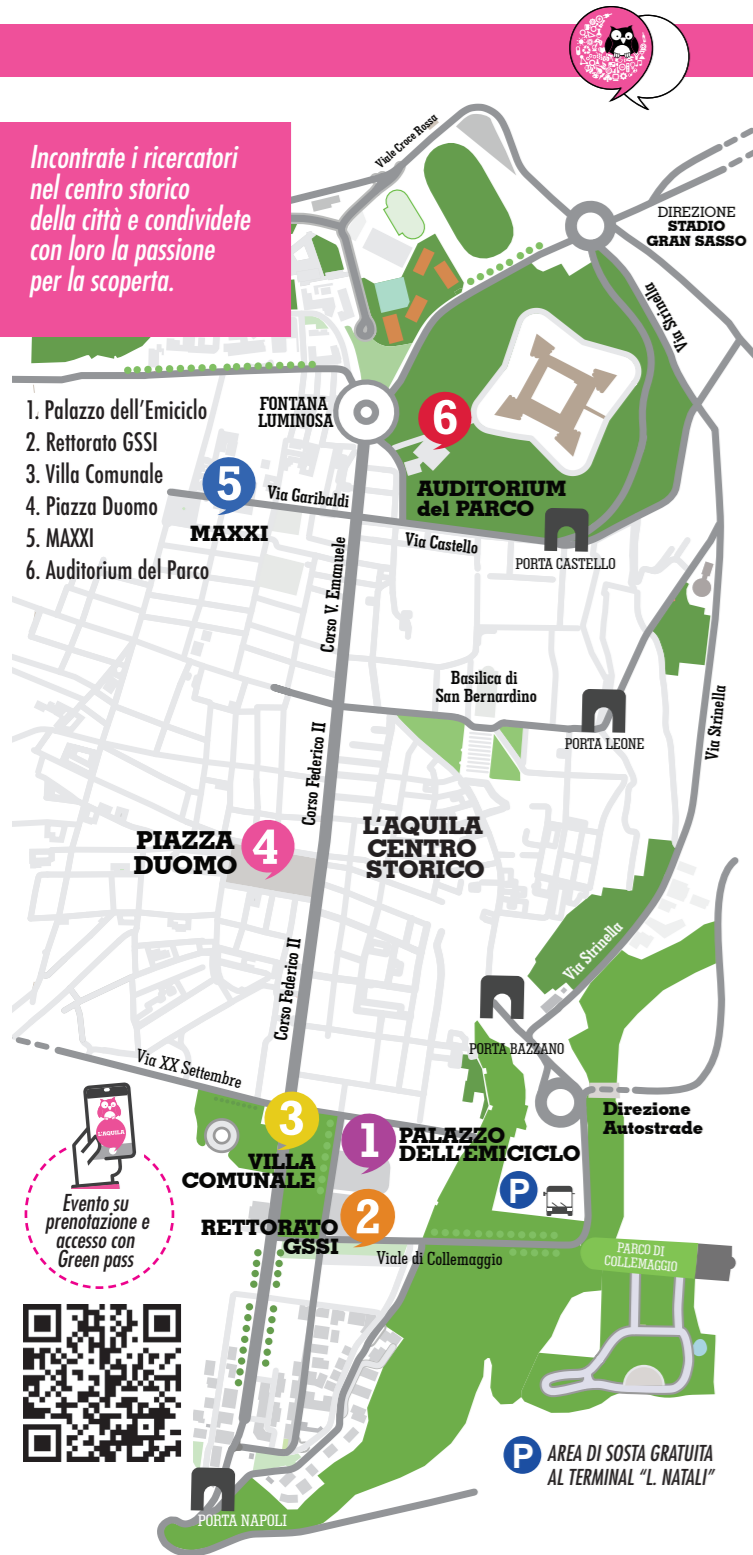 Incontrate i ricercatori
nel centro storico
della città e condividete
con loro la passione
per la scoperta.
Viale Croce Rossa
DIREZIONE
STADIO
GRAN SASSO
Via Strinella
1. Palazzo dell'Emiciclo
2. Rettorato GSSI
3. Villa Comunale
4. Piazza Duomo
5. MAXXI
6. Auditorium del Parco
FONTANA
LUMINOSA
6
AUDITORIUM
del PARCO
5
MAXXI
Via Garibaldi
Via Castello
PORTA CASTELLO
Corso V. Emanuele
Basilica di
San Bernardino
PORTA LEONE
Via Strinella
Corso Federico II
PIAZZA
DUOMO
4
L'AQUILA
CENTRO
STORICO
Corso Federico II
Via Strinella
PORTA BAZZANO
Via XX Settembre
Direzione
Autostrade
3
VILLA
COMUNALE
1
PALAZZO
DELL'EMICICLO
P
L'AQUILA
Evento su
prenotazione e
accesso con
Green pass
RETTORATO
GSSI
2
Viale di Collemaggio
PARCO DI
COLLEMAGGIO
P
AREA DI SOSTA GRATUITA
AL TERMINAL "L. NATALI"
PORTA NAPOLI